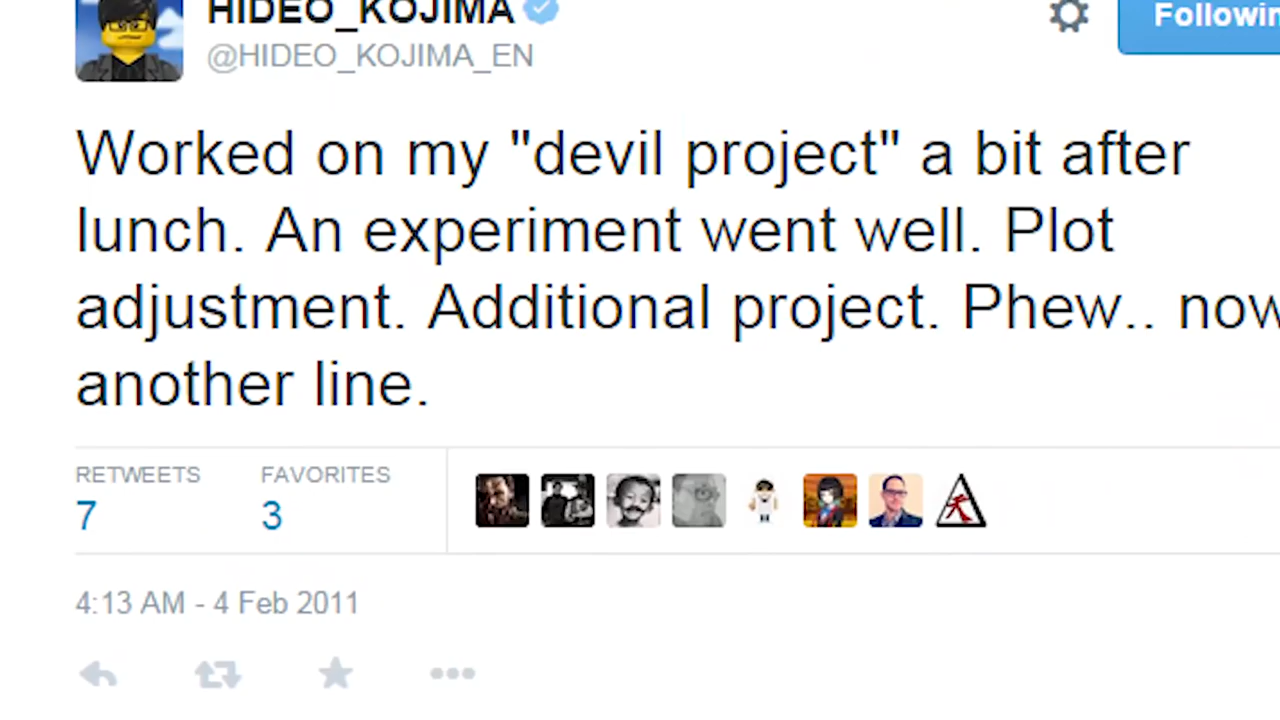 HIDEO_KOJIMA
@HIDEO_KOJIMA_EN
Followin
Worked on my "devil project" a bit after
lunch. An experiment went well. Plot
adjustment. Additional project. Phew.. now
another line.
RETWEETS FAVORITES
7 3
4:13 AM - 4 Feb 2011